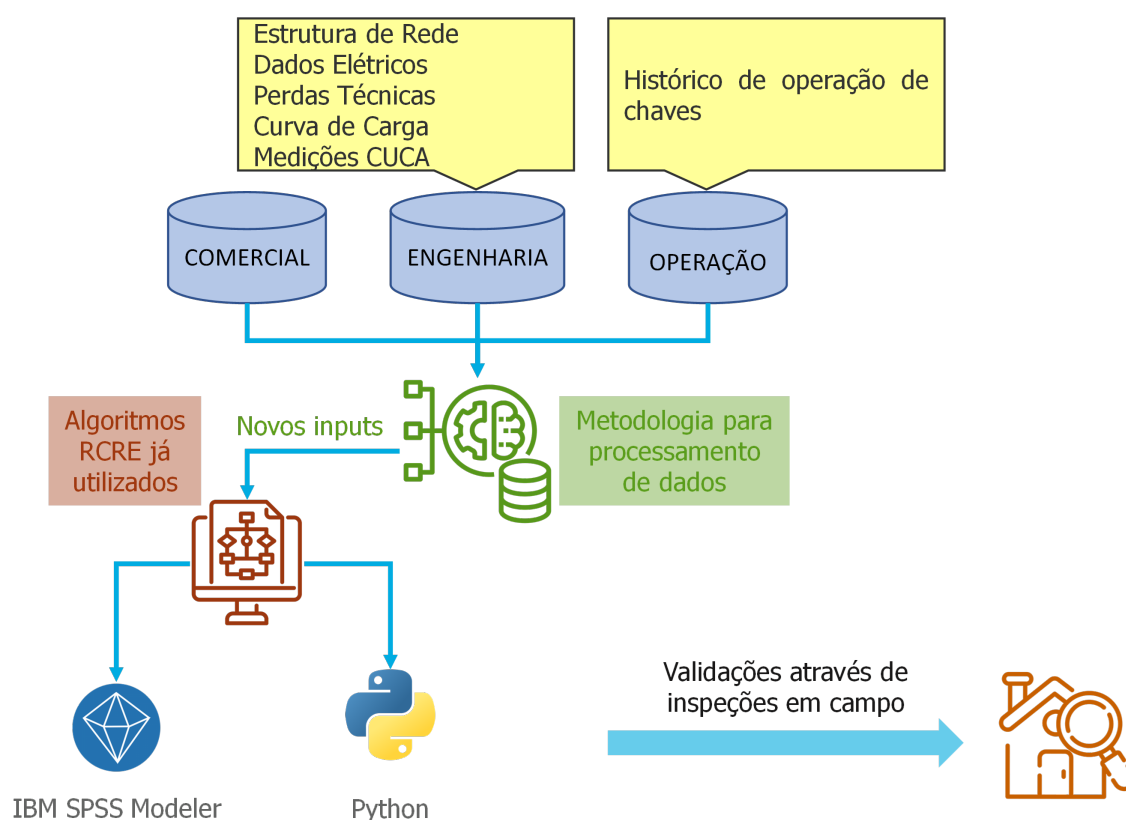 Estrutura de Rede
Dados Elétricos
Perdas Técnicas
Curva de Carga
Medições CUCA
Histórico de operação de
chaves
COMERCIAL
ENGENHARIA
OPERAÇÃO
Algoritmos
RCRE já
utilizados
Novos inputs
Metodologia para
processamento
de dados
Validações através de
inspeções em campo
IBM SPSS Modeler
Python